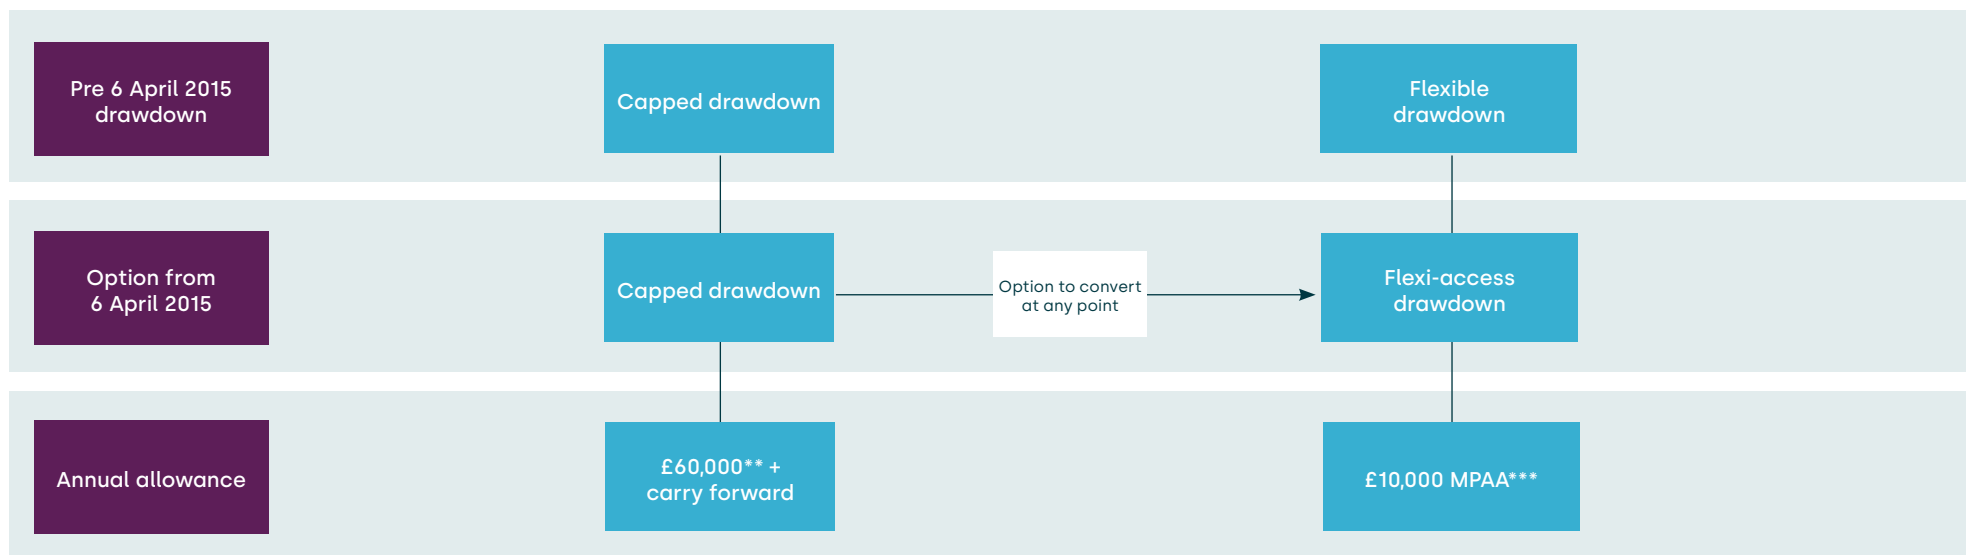 Pre 6 April 2015
drawdown
Capped drawdown
Flexible
drawdown
Option from
6 April 2015
Capped drawdown
Option to convert
at any point
Flexi-access
drawdown
Annual allowance
£60,000** +
carry forward
£10,000 MPAA***